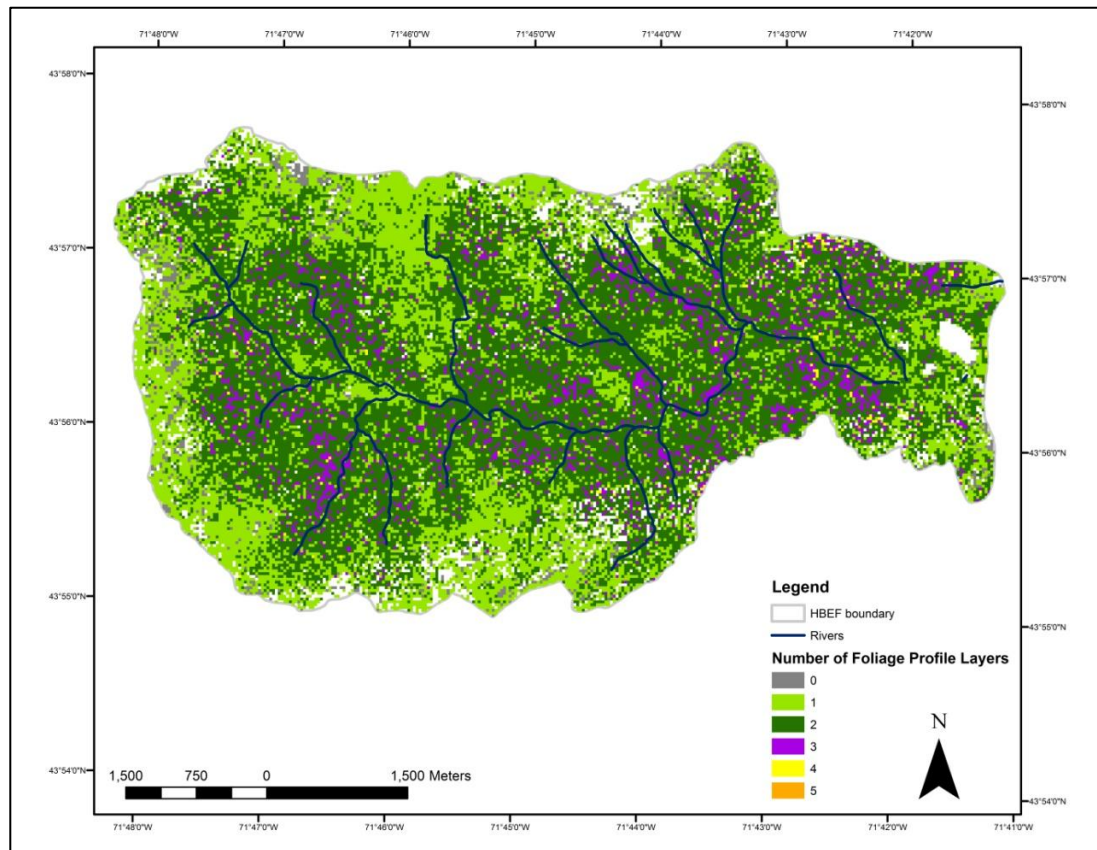 71°48'0"W 71°47'0"W 71°46'0"W 71°45'0"W 71°44'0"W 71°43'0"W 71°42'0"W
43°58'0"N
43°58'0"N
43°57'0"N
43°57'0"N
43°56'0"N
43°56'0"N
43°55'0"N
43°55'0"N
43°54'0"N
43°54'0"N
Legend
HBEF boundary
Rivers
Number of Foliage Profile Layers
0
1
2
3
4
5
N
1,500 750 0 1,500 Meters
71°48'0"W 71°47'0"W 71°46'0"W 71°45'0"W 71°44'0"W 71°43'0"W 71°42'0"W 71°41'0"W